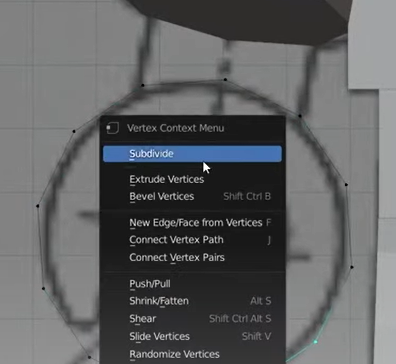 Vertex Context Menu
Subdivide
Extrude Vertices
Bevel Vertices Shift Ctrl B
New Edge/Face from Vertices F
Connect Vertex Path J
Connect Vertex Pairs
Push/Pull
Shrink/Fatten Alt S
Shear Shift Ctrl Alt S
Slide Vertices Shift V
Randomize Vertices